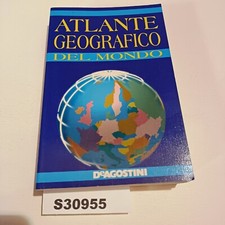 ATLANTE
GEOGRAFICO
DEL MONDO
DEAGOSTINI
S30955